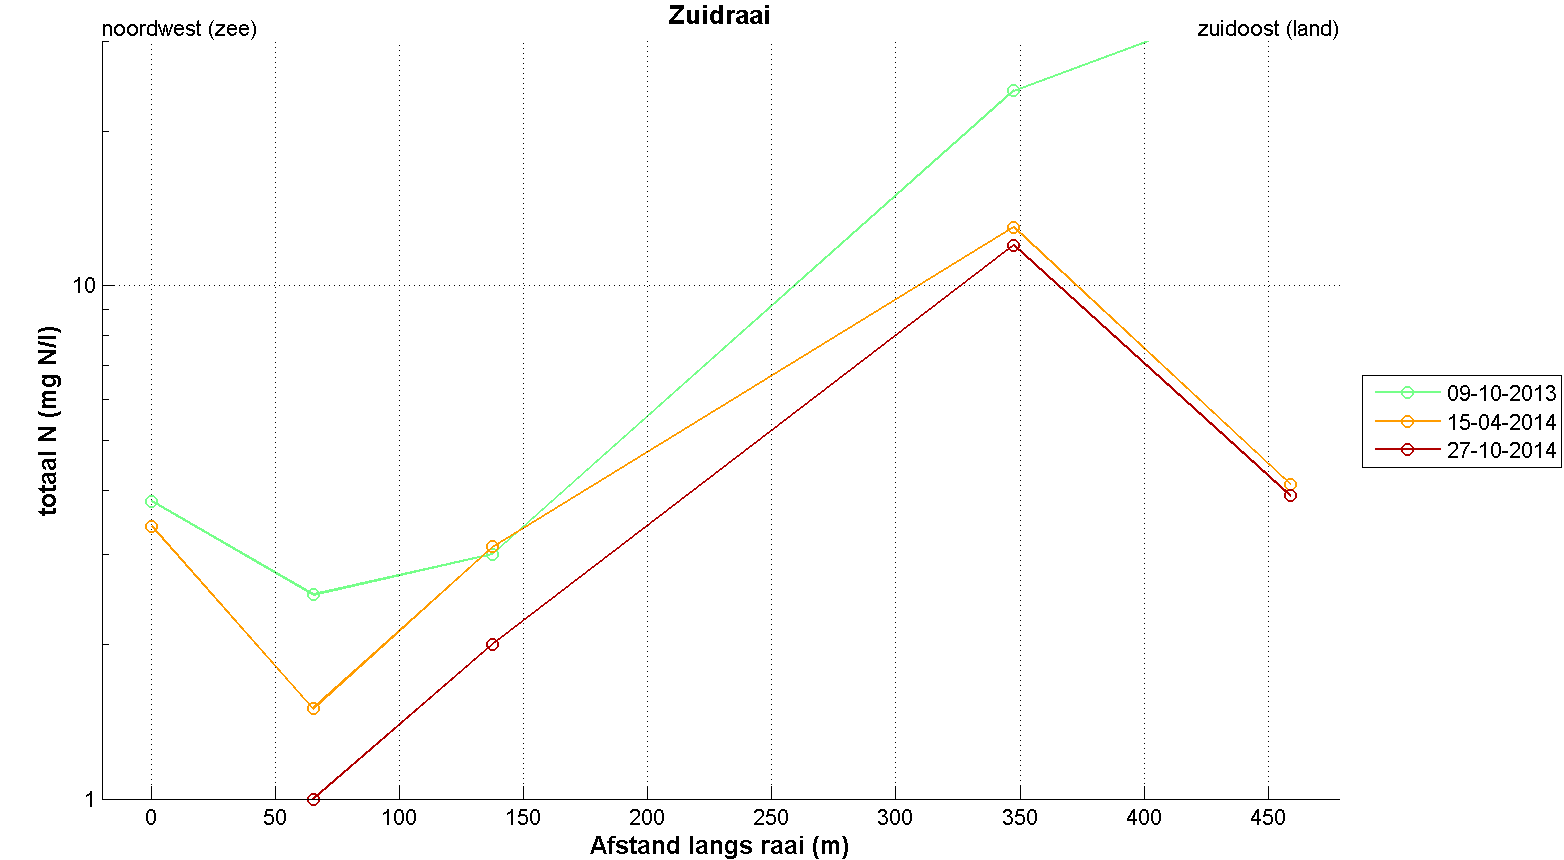 Zuidraai
noordwest (zee)
zuidoost (land)
10
1
totaal N (mg N/l)
0 50 100 150 200 250 300 350 400 450
Afstand langs raai (m)
09-10-2013
15-04-2014
27-10-2014